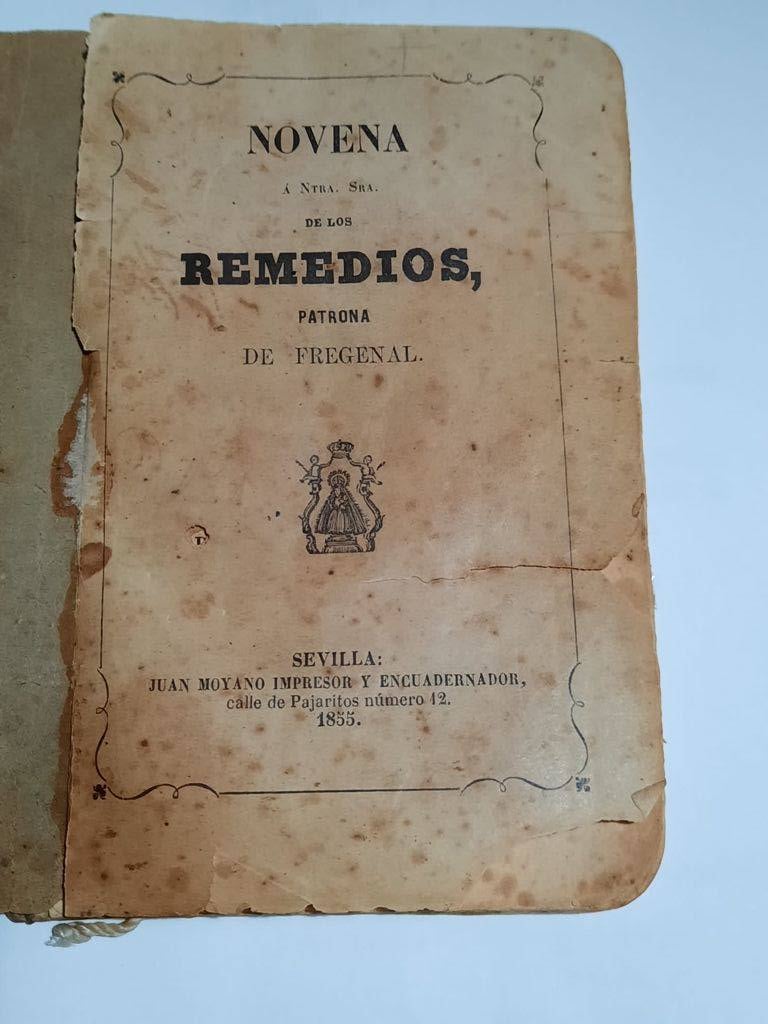 NOVENA
Á NTRA. SRA.
DE LOS
REMEDIOS,
PATRONA
DE FREGENAL.
SEVILLA:
JUAN MOYANO IMPRESOR Y ENCUADERNADOR,
calle de Pajaritos número 12.
1855.